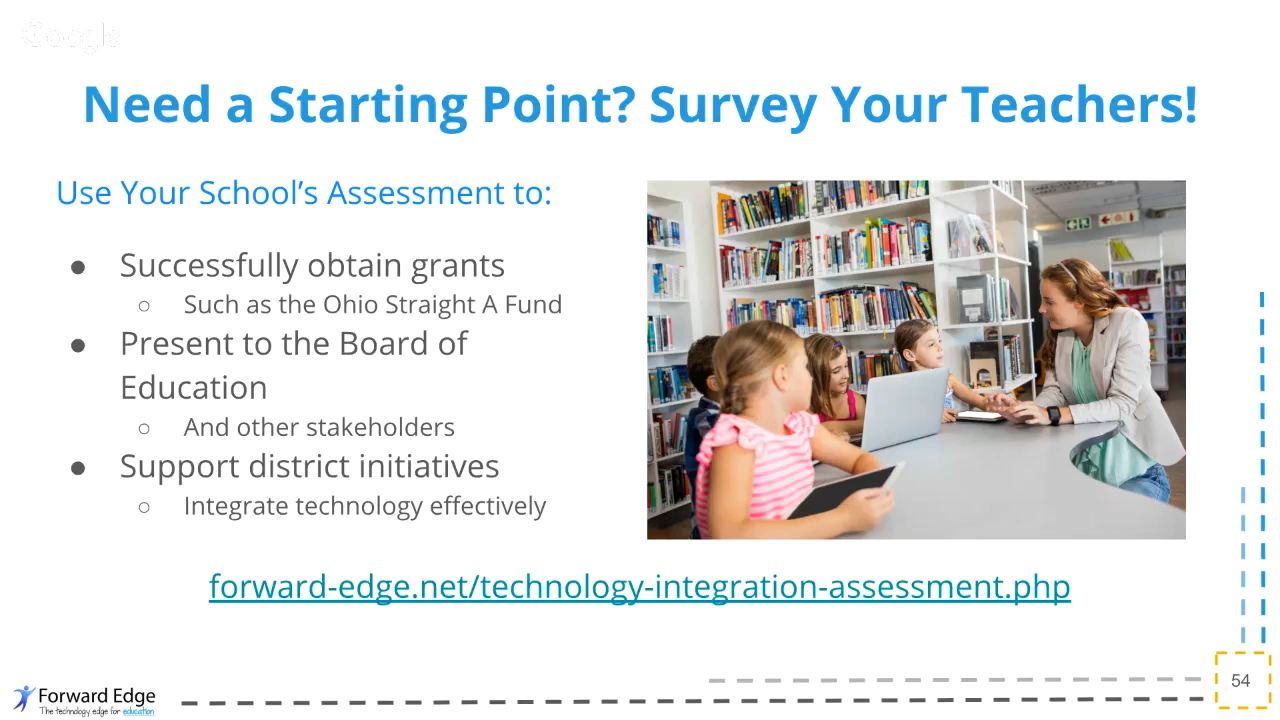 Google
Need a Starting Point? Survey Your Teachers!
Use Your School’s Assessment to:
● Successfully obtain grants
○ Such as the Ohio Straight A Fund
● Present to the Board of
Education
○ And other stakeholders
● Support district initiatives
○ Integrate technology effectively
forward-edge.net/technology-integration-assessment.php
Forward Edge
The technology edge for education
54